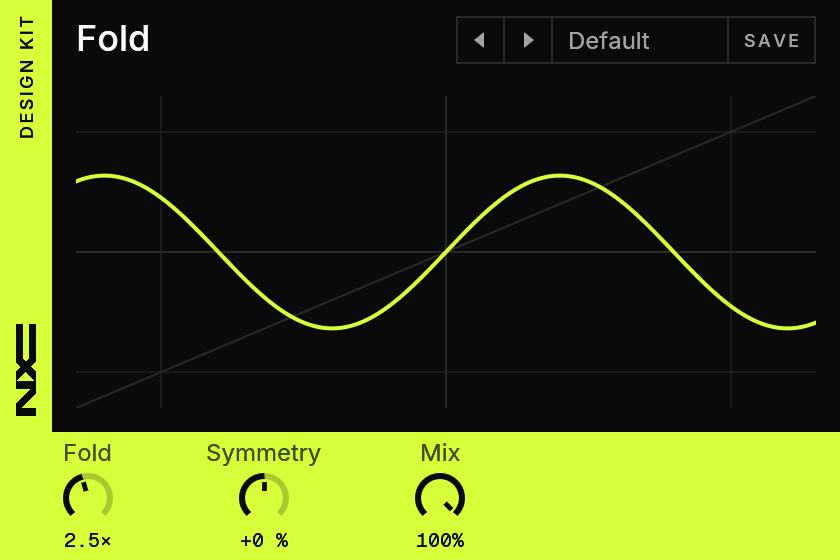 DESIGN KIT
NXE
Fold
Default
SAVE
Fold
Symmetry
Mix
2.5×
+0 %
100%